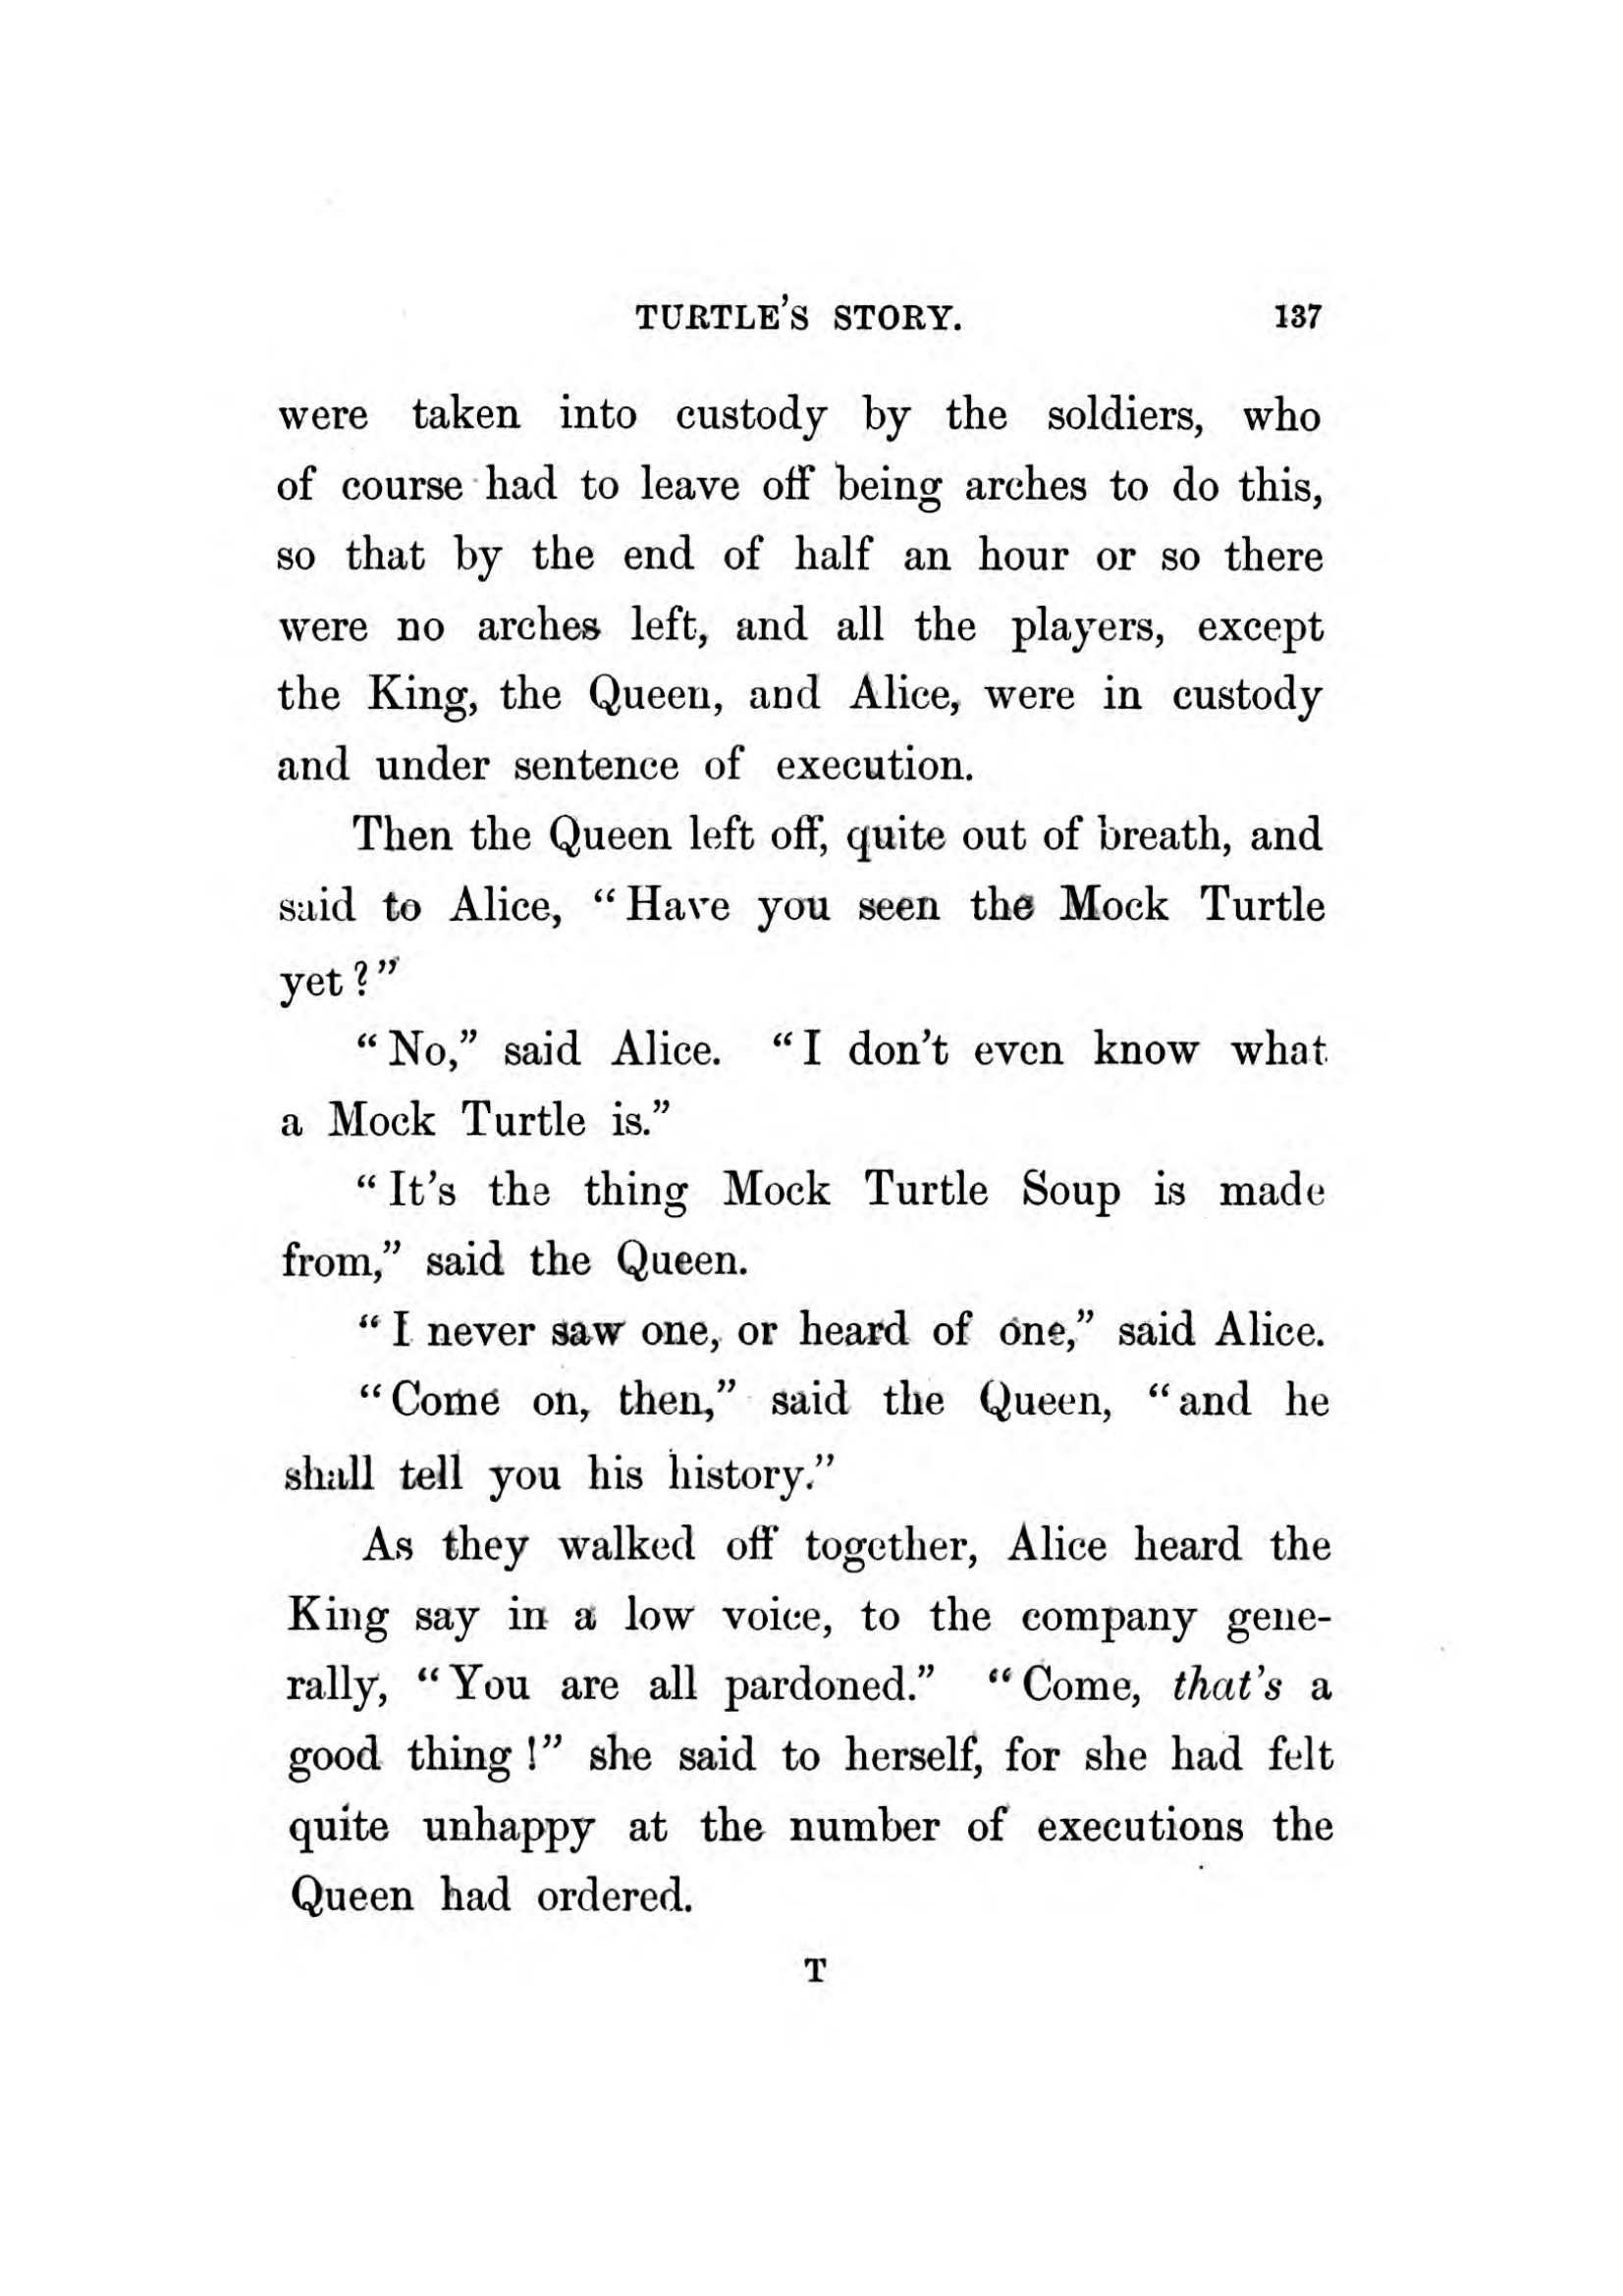 TURTLE'S STORY. 137
were taken into custody by the soldiers, who
of course had to leave off being arches to do this,
so that by the end of half an hour or so there
were no arches left, and all the players, except
the King, the Queen, and Alice, were in custody
and under sentence of execution.
Then the Queen left off, quite out of breath, and
said to Alice, “Have you seen the Mock Turtle
yet?”
“No,” said Alice. “I don't even know what
a Mock Turtle is.”
“It's the thing Mock Turtle Soup is made
from,” said the Queen.
“I never saw one, or heard of one,” said Alice.
“Come on, then,” said the Queen, “and he
shall tell you his history.”
As they walked off together, Alice heard the
King say in a low voice, to the company gene-
rally, “You are all pardoned.” “Come, that's a
good thing!” she said to herself, for she had felt
quite unhappy at the number of executions the
Queen had ordered.
T